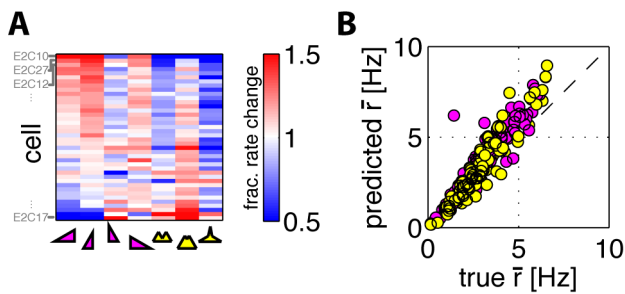 A
E2C10
E2C27
E2C12
E2C17
cell
1.5
1
0.5
frac. rate change
B
10
5
0
predicted r̄ [Hz]
0 5 10
true r̄ [Hz]